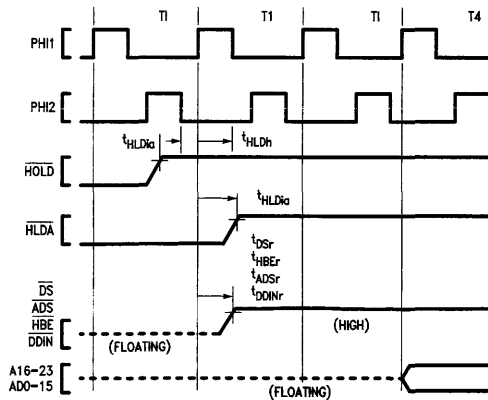 TI T1 TI T4
PHI1
PHI2
tHLDia tHLDh
HOLD
tHLDia
HLDA
tDSr
tHBEr
tADSr
tDDINr
DS
ADS
HBE
DDIN
(FLOATING)
(HIGH)
A16-23
AD0-15
(FLOATING)